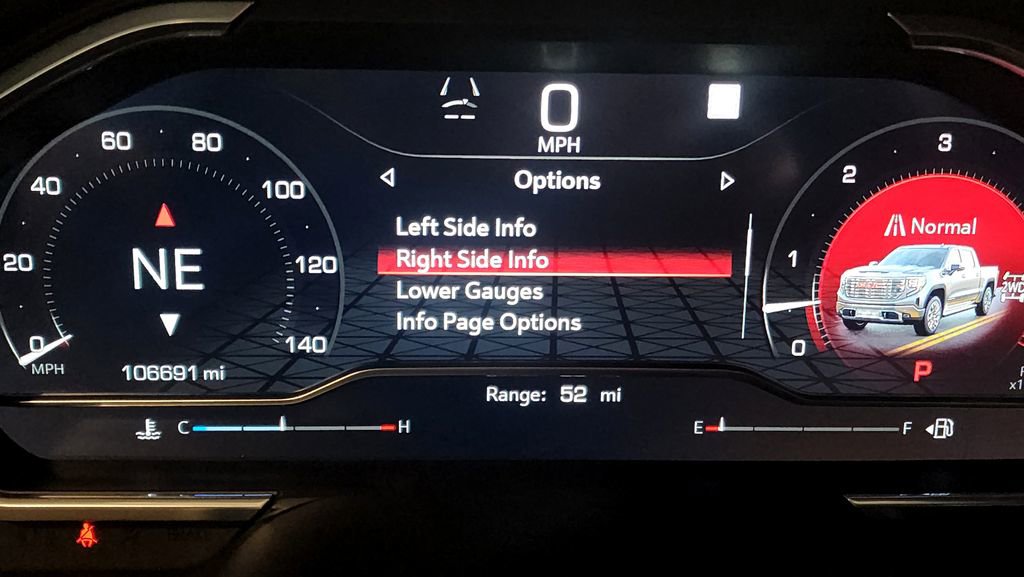 0
MPH
Options
Left Side Info
Right Side Info
Lower Gauges
Info Page Options
0
20
40
60
80
100
120
140
MPH
NE
106691 mi
0
1
2
3
Normal
2WD
P
x1
Range: 52 mi
C
H
E
F